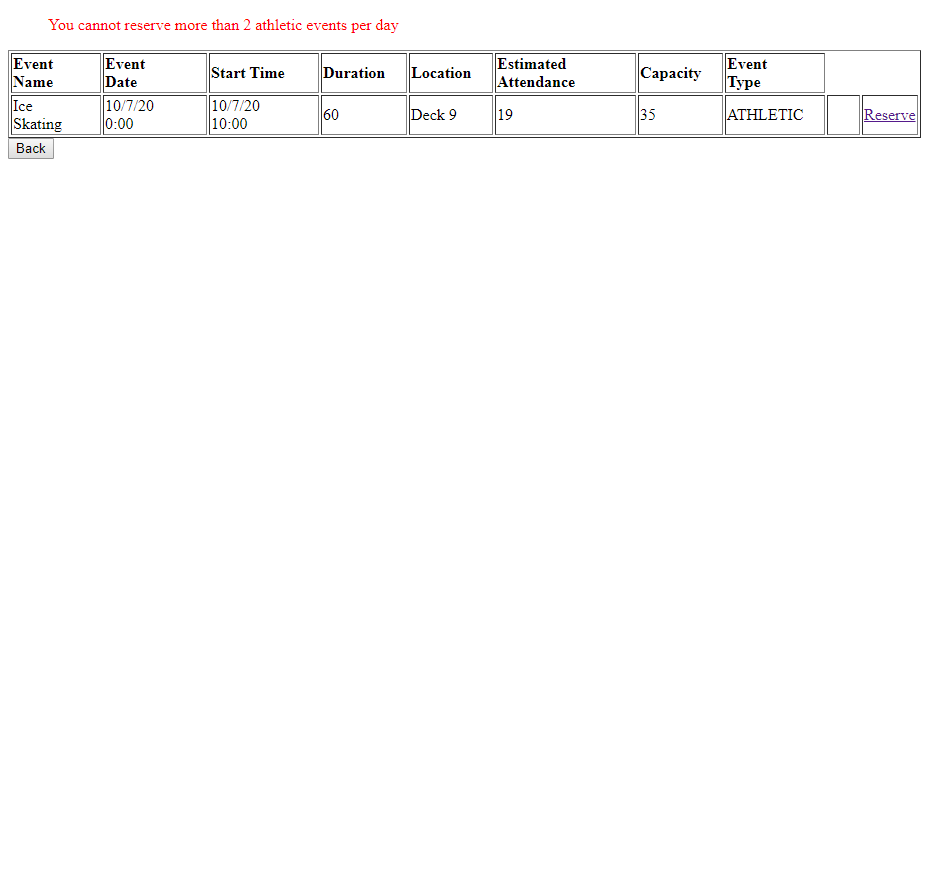 You cannot reserve more than 2 athletic events per day
Event Name Event Date Start Time Duration Location Estimated Attendance Capacity Event Type
Ice Skating 10/7/20 0:00 10/7/20 10:00 60 Deck 9 19 35 ATHLETIC Reserve
Back